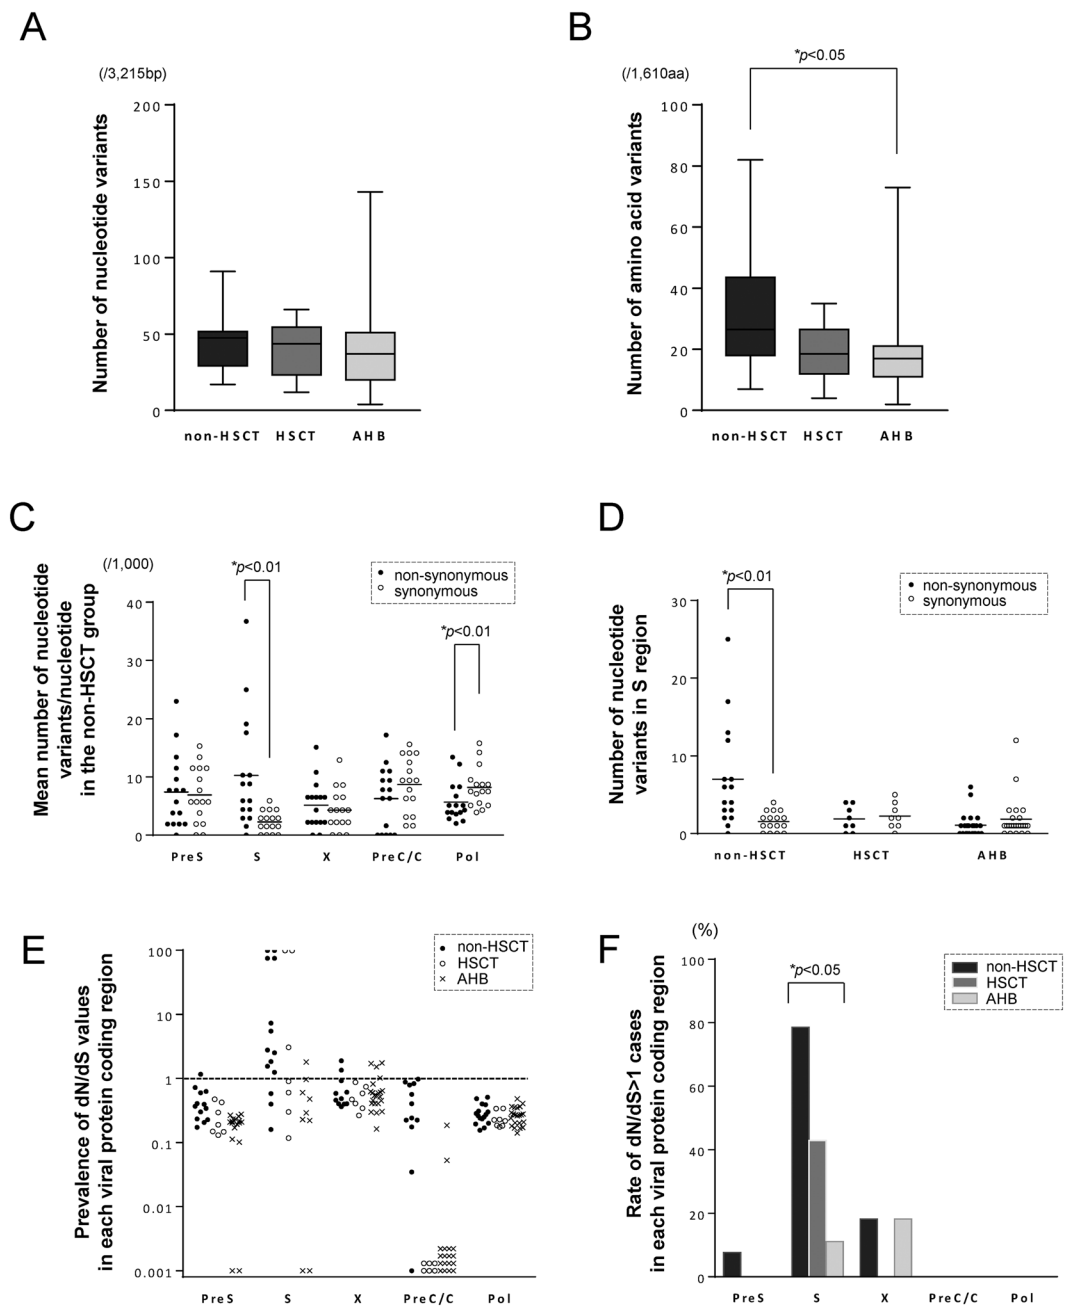 A
(/3,215bp)
Number of nucleotide variants
200
150
100
50
0
non-HSCT HSCT AHB
B
(/1,610aa)
*p<0.05
Number of amino acid variants
100
80
60
40
20
0
non-HSCT HSCT AHB
C
(/1,000)
Mean number of nucleotide
variants/nucleotide
in the non-HSCT group
*p<0.01
non-synonymous
synonymous
*p<0.01
40
30
20
10
0
PreS S X PreC/C Pol
D
Number of nucleotide
variants in S region
*p<0.01
non-synonymous
synonymous
30
20
10
0
non-HSCT HSCT AHB
E
Prevalence of dN/dS values
in each viral protein coding region
non-HSCT
HSCT
AHB
100
10
1
0.1
0.01
0.001
PreS S X PreC/C Pol
F
(%)
Rate of dN/dS>1 cases
in each viral protein coding region
*p<0.05
non-HSCT
HSCT
AHB
100
80
60
40
20
0
PreS S X PreC/C Pol